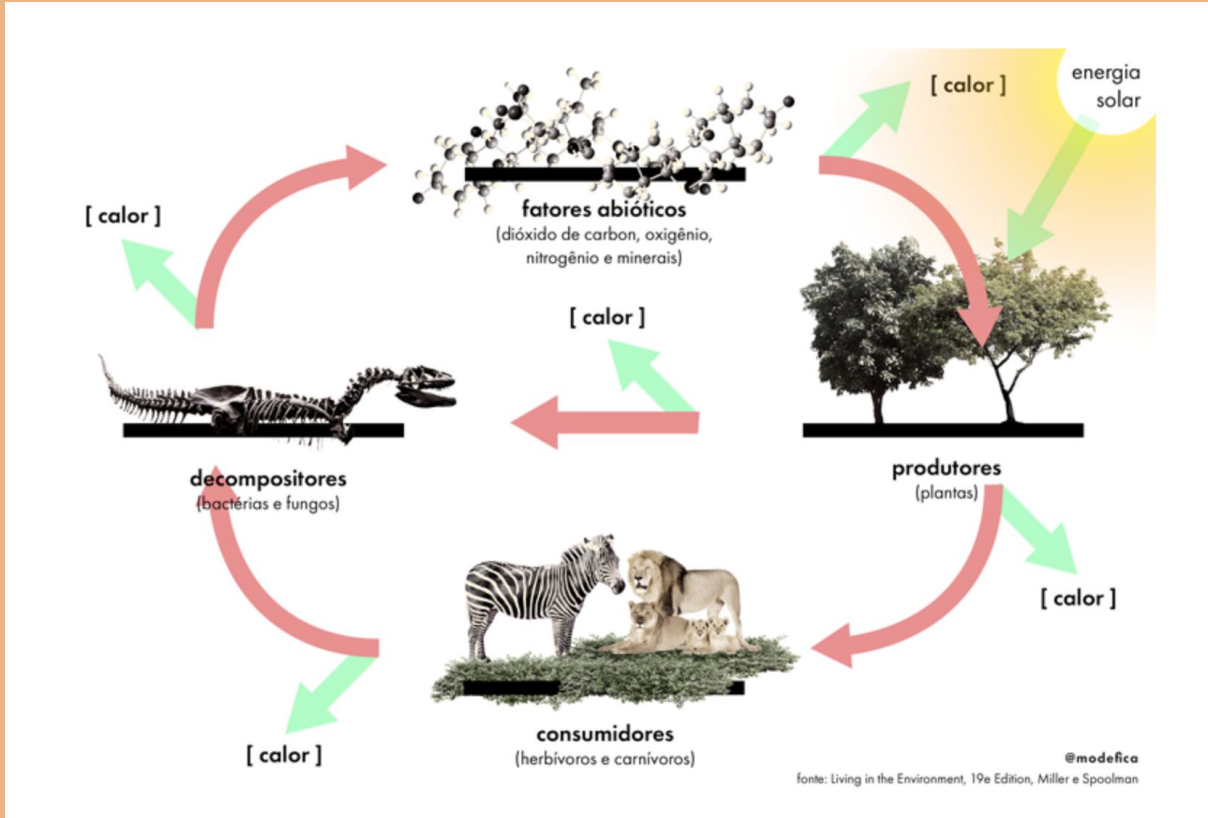 energia
solar
[ calor ]
fatores abióticos
(dióxido de carbon, oxigênio,
nitrogênio e minerais)
[ calor ]
[ calor ]
decompositores
(bactérias e fungos)
produtores
(plantas)
[ calor ]
consumidores
(herbívoros e carnívoros)
[ calor ]
@modefica
fonte: Living in the Environment, 19e Edition, Miller e Spoolman